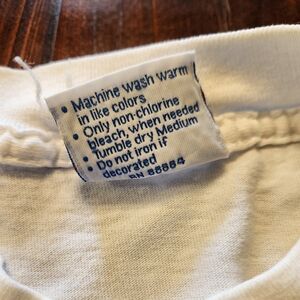 • Machine wash warm
in like colors
• Only non-chlorine
bleach, when needed
• Tumble dry Medium
• Do not iron if
decorated
RN